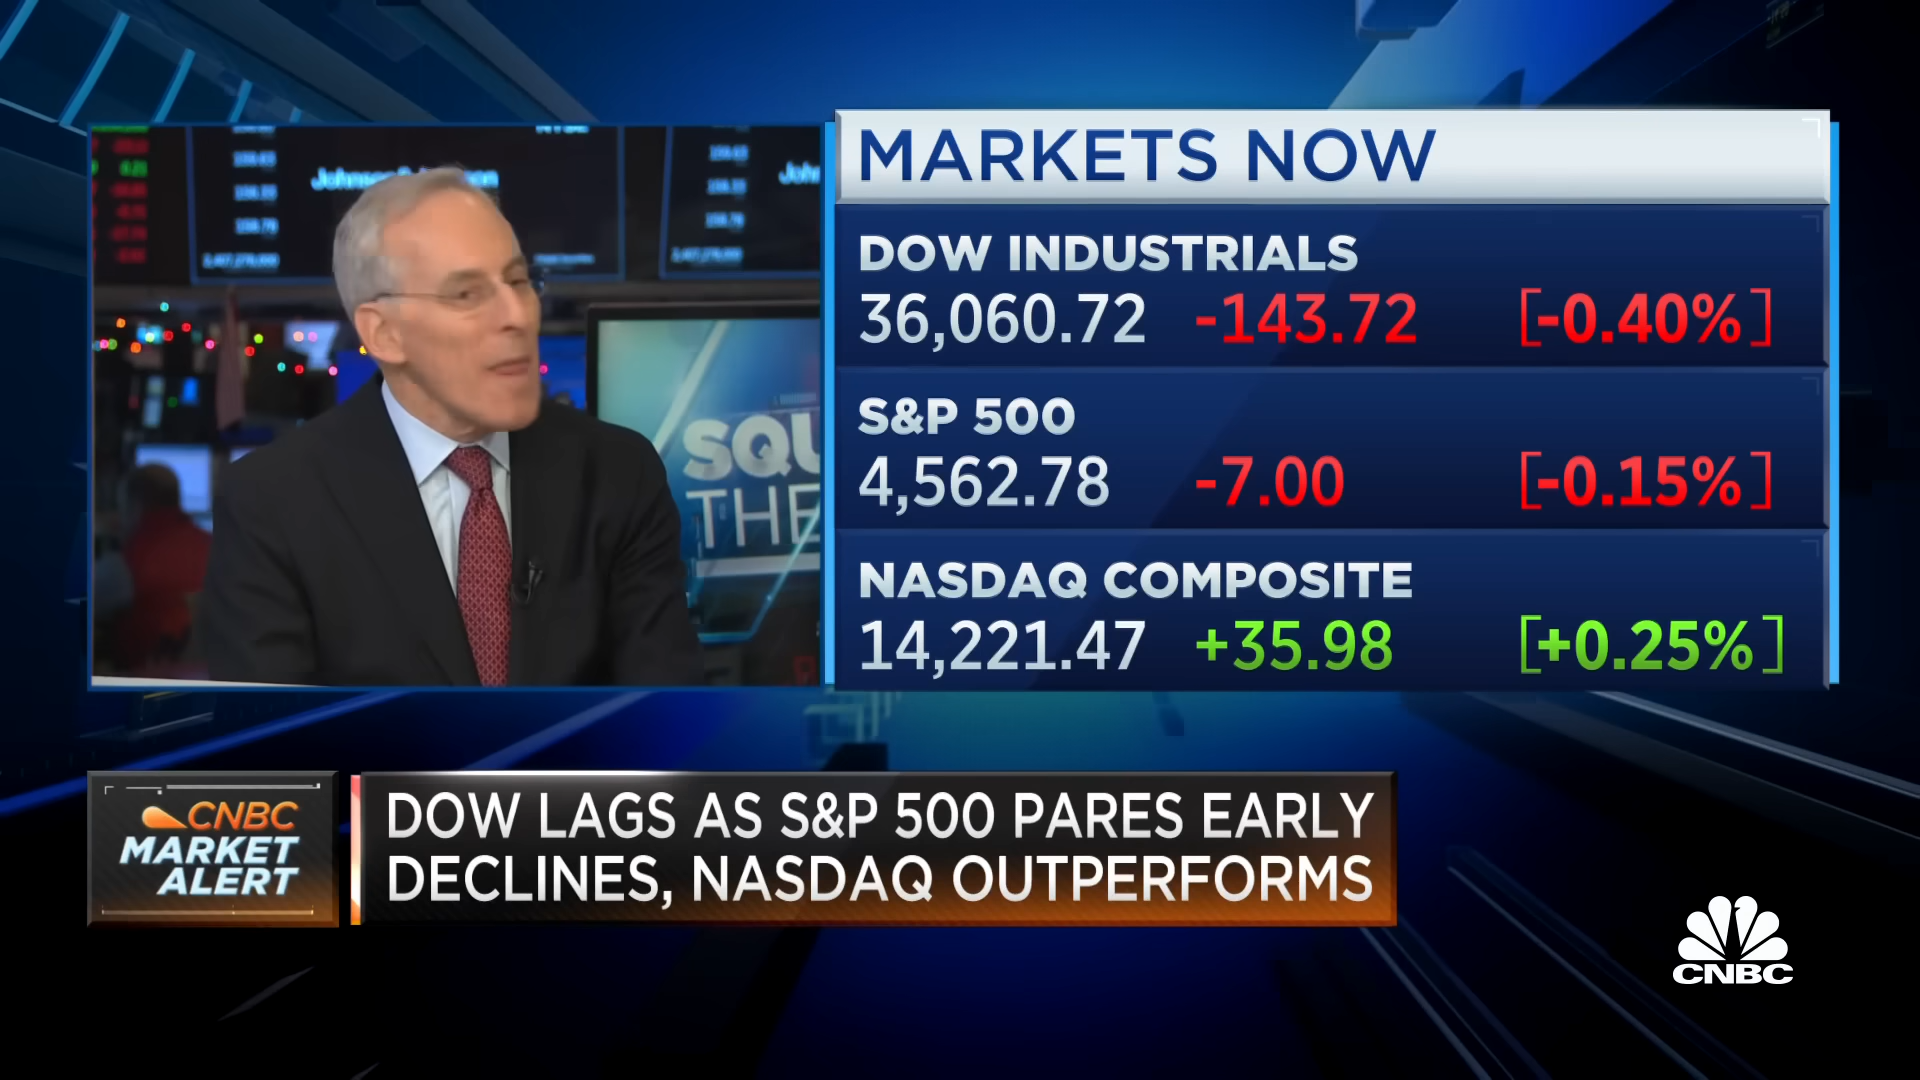 MARKETS NOW
DOW INDUSTRIALS
36,060.72 -143.72 [-0.40%]
S&P 500
4,562.78 -7.00 [-0.15%]
NASDAQ COMPOSITE
14,221.47 +35.98 [+0.25%]
SQU
THE
CNBC
MARKET
ALERT
DOW LAGS AS S&P 500 PARES EARLY
DECLINES, NASDAQ OUTPERFORMS
CNBC